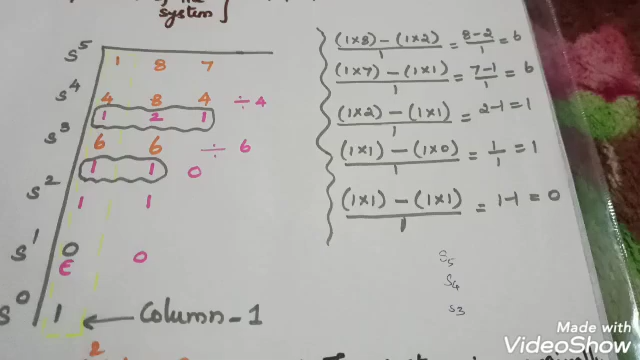 system]
s⁵ 1 8 7
s⁴ 4 8 4 ÷4
1 2 1
s³ 6 6 ÷ 6
1 1 0
s² 1 1
s¹ 0
ε 0
s⁰ 1 ← Column-1
2
(1×8) - (1×2) / 1 = 8-2 / 1 = 6
(1×7) - (1×1) / 1 = 7-1 / 1 = 6
(1×2) - (1×1) / 1 = 2-1 = 1
(1×1) - (1×0) / 1 = 1/1 = 1
(1×1) - (1×1) / 1 = 1-1 = 0
S5
S4
S3
Made with
VideoShow